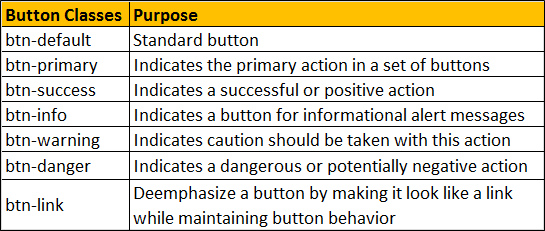 Button Classes Purpose
btn-default Standard button
btn-primary Indicates the primary action in a set of buttons
btn-success Indicates a successful or positive action
btn-info Indicates a button for informational alert messages
btn-warning Indicates caution should be taken with this action
btn-danger Indicates a dangerous or potentially negative action
btn-link Deemphasize a button by making it look like a link
while maintaining button behavior